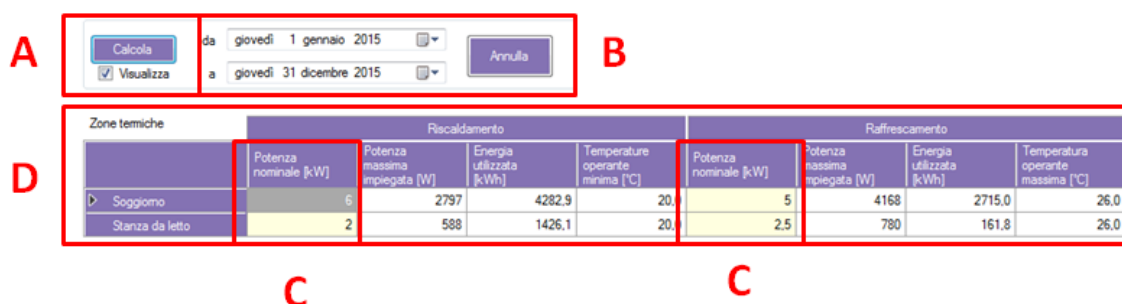 A
Calcola
da giovedì 1 gennaio 2015
Annulla
B
Visualizza
a giovedì 31 dicembre 2015
Zone termiche
Riscaldamento
Raffrescamento
D
Potenza nominale [kW]
Potenza massima impiegata [W]
Energia utilizzata [kWh]
Temperature operante minima [°C]
Potenza nominale [kW]
Potenza massima impiegata [W]
Energia utilizzata [kWh]
Temperatura operante massima [°C]
Soggiorno 6 2797 4282,9 20,0 5 4168 2715,0 26,0
Stanza da letto 2 588 1426,1 20,0 2,5 780 161,8 26,0
C
C